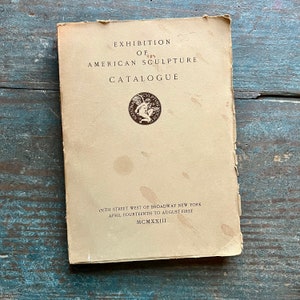 EXHIBITION
OF
AMERICAN SCULPTURE
CATALOGUE
156TH STREET WEST OF BROADWAY NEW YORK
APRIL FOURTEENTH TO AUGUST FIRST
MCMXXIII